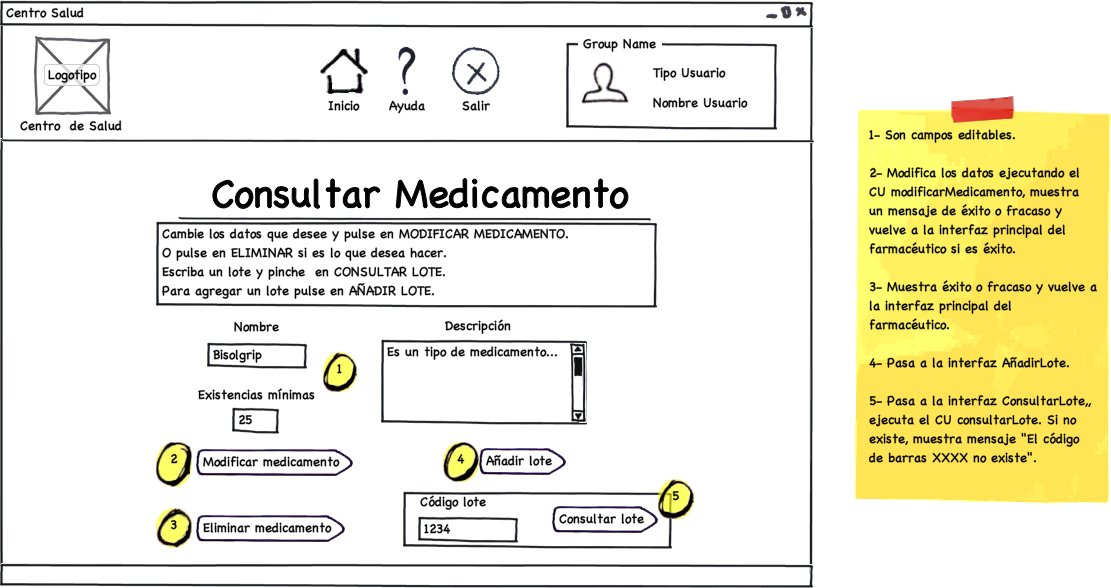 Centro Salud
Logotipo
Centro de Salud
Inicio
Ayuda
Salir
Group Name
Tipo Usuario
Nombre Usuario
Consultar Medicamento
Cambie los datos que desee y pulse en MODIFICAR MEDICAMENTO.
O pulse en ELIMINAR si es lo que desea hacer.
Escriba un lote y pinche en CONSULTAR LOTE.
Para agregar un lote pulse en AÑADIR LOTE.
Nombre
Descripción
Bisolgrip
Es un tipo de medicamento...
1
Existencias mínimas
25
2
Modificar medicamento
4
Añadir lote
3
Eliminar medicamento
Código lote
1234
Consultar lote
5
1- Son campos editables.
2- Modifica los datos ejecutando el
CU modificarMedicamento, muestra
un mensaje de éxito o fracaso y
vuelve a la interfaz principal del
farmacéutico si es éxito.
3- Muestra éxito o fracaso y vuelve a
la interfaz principal del
farmacéutico.
4- Pasa a la interfaz AñadirLote.
5- Pasa a la interfaz ConsultarLote,,
ejecuta el CU consultarLote. Si no
existe, muestra mensaje "El código
de barras XXXX no existe".